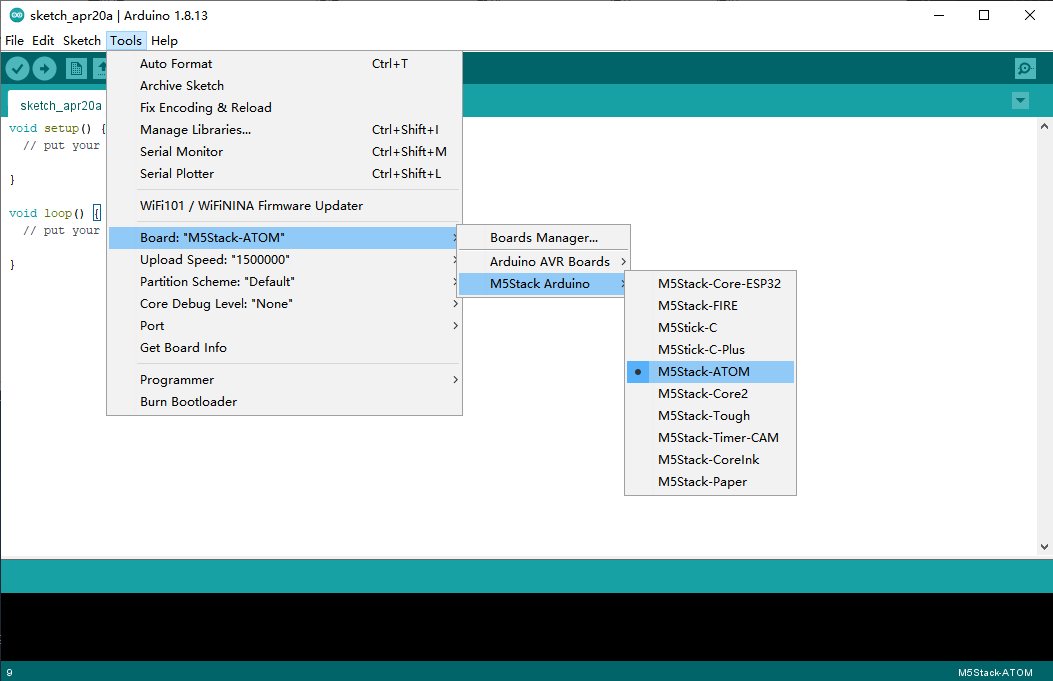 sketch_apr20a | Arduino 1.8.13
File Edit Sketch Tools Help
sketch_apr20a
void setup() {
// put your
}
void loop() {
// put your
}
Auto Format Ctrl+T
Archive Sketch
Fix Encoding & Reload
Manage Libraries... Ctrl+Shift+I
Serial Monitor Ctrl+Shift+M
Serial Plotter Ctrl+Shift+L
WiFi101 / WiFiNINA Firmware Updater
Board: "M5Stack-ATOM"
Upload Speed: "1500000"
Partition Scheme: "Default"
Core Debug Level: "None"
Port
Get Board Info
Programmer
Burn Bootloader
Boards Manager...
Arduino AVR Boards
M5Stack Arduino
M5Stack-Core-ESP32
M5Stack-FIRE
M5Stick-C
M5Stick-C-Plus
M5Stack-ATOM
M5Stack-Core2
M5Stack-Tough
M5Stack-Timer-CAM
M5Stack-CoreInk
M5Stack-Paper
9 M5Stack-ATOM